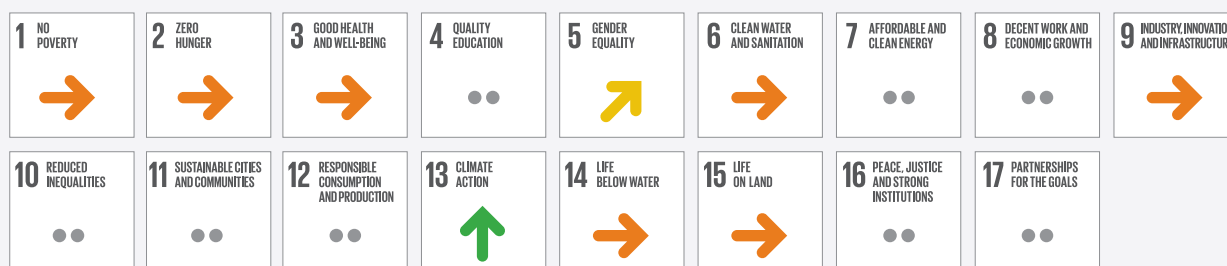 1 NO
POVERTY
2 ZERO
HUNGER
3 GOOD HEALTH
AND WELL-BEING
4 QUALITY
EDUCATION
5 GENDER
EQUALITY
6 CLEAN WATER
AND SANITATION
7 AFFORDABLE AND
CLEAN ENERGY
8 DECENT WORK AND
ECONOMIC GROWTH
9 INDUSTRY, INNOVATIO
AND INFRASTRUCTUR
10 REDUCED
INEQUALITIES
11 SUSTAINABLE CITIES
AND COMMUNITIES
12 RESPONSIBLE
CONSUMPTION
AND PRODUCTION
13 CLIMATE
ACTION
14 LIFE
BELOW WATER
15 LIFE
ON LAND
16 PEACE, JUSTICE
AND STRONG
INSTITUTIONS
17 PARTNERSHIPS
FOR THE GOALS